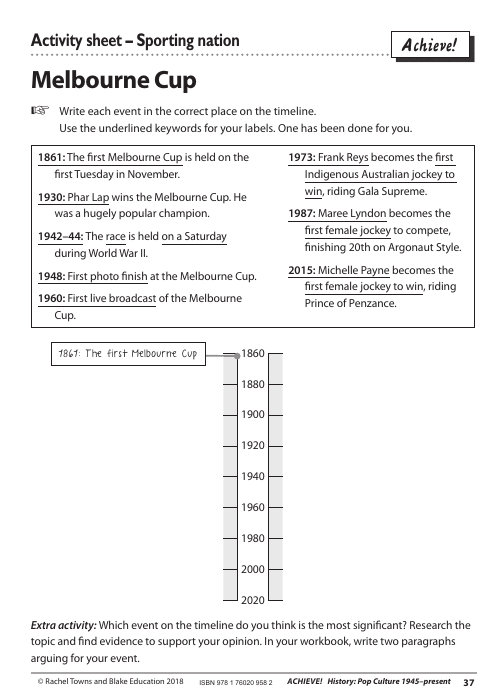 Activity sheet – Sporting nation
Achieve!
Melbourne Cup
Write each event in the correct place on the timeline.
Use the underlined keywords for your labels. One has been done for you.
1861: The first Melbourne Cup is held on the
first Tuesday in November.
1930: Phar Lap wins the Melbourne Cup. He
was a hugely popular champion.
1942–44: The race is held on a Saturday
during World War II.
1948: First photo finish at the Melbourne Cup.
1960: First live broadcast of the Melbourne
Cup.
1973: Frank Reys becomes the first
Indigenous Australian jockey to
win, riding Gala Supreme.
1987: Maree Lyndon becomes the
first female jockey to compete,
finishing 20th on Argonaut Style.
2015: Michelle Payne becomes the
first female jockey to win, riding
Prince of Penzance.
1861: The first Melbourne Cup
1860
1880
1900
1920
1940
1960
1980
2000
2020
Extra activity: Which event on the timeline do you think is the most significant? Research the
topic and find evidence to support your opinion. In your workbook, write two paragraphs
arguing for your event.
© Rachel Towns and Blake Education 2018 ISBN 978 1 76020 958 2 ACHIEVE! History: Pop Culture 1945–present 37